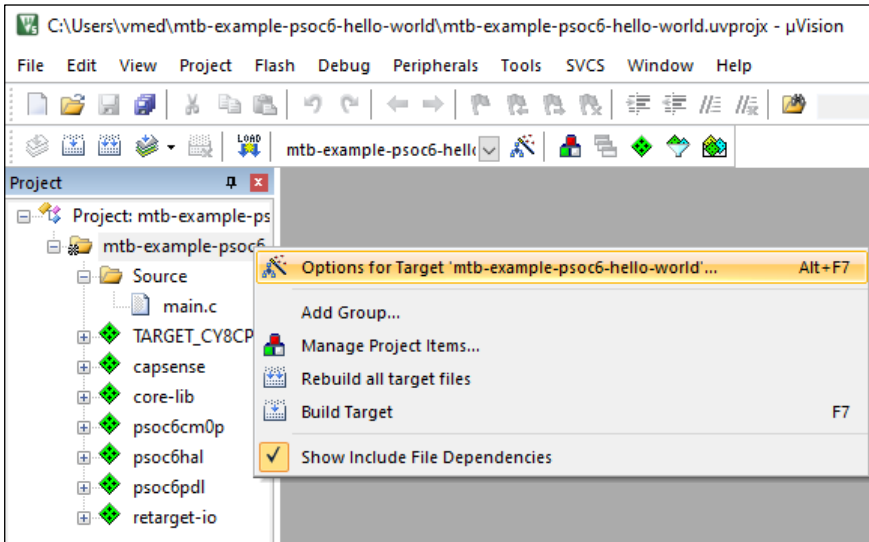 C:\Users\vmed\mtb-example-psoc6-hello-world\mtb-example-psoc6-hello-world.uvprojx - µVision
File Edit View Project Flash Debug Peripherals Tools SVCS Window Help
LOAD
mtb-example-psoc6-hello
Project
Project: mtb-example-ps
mtb-example-psoc6
Source
main.c
TARGET_CY8CP
capsense
core-lib
psoc6cm0p
psoc6hal
psoc6pdl
retarget-io
Options for Target 'mtb-example-psoc6-hello-world'... Alt+F7
Add Group...
Manage Project Items...
Rebuild all target files
Build Target F7
Show Include File Dependencies